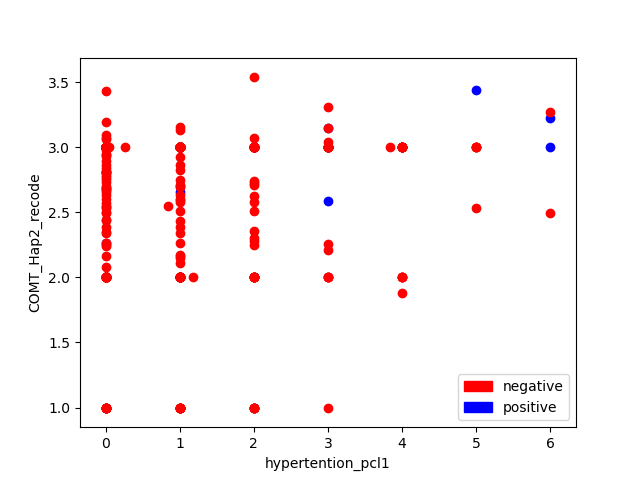 3.5
3.0
2.5
2.0
1.5
1.0
COMT_Hap2_recode
0 1 2 3 4 5 6
hypertention_pcl1
negative
positive